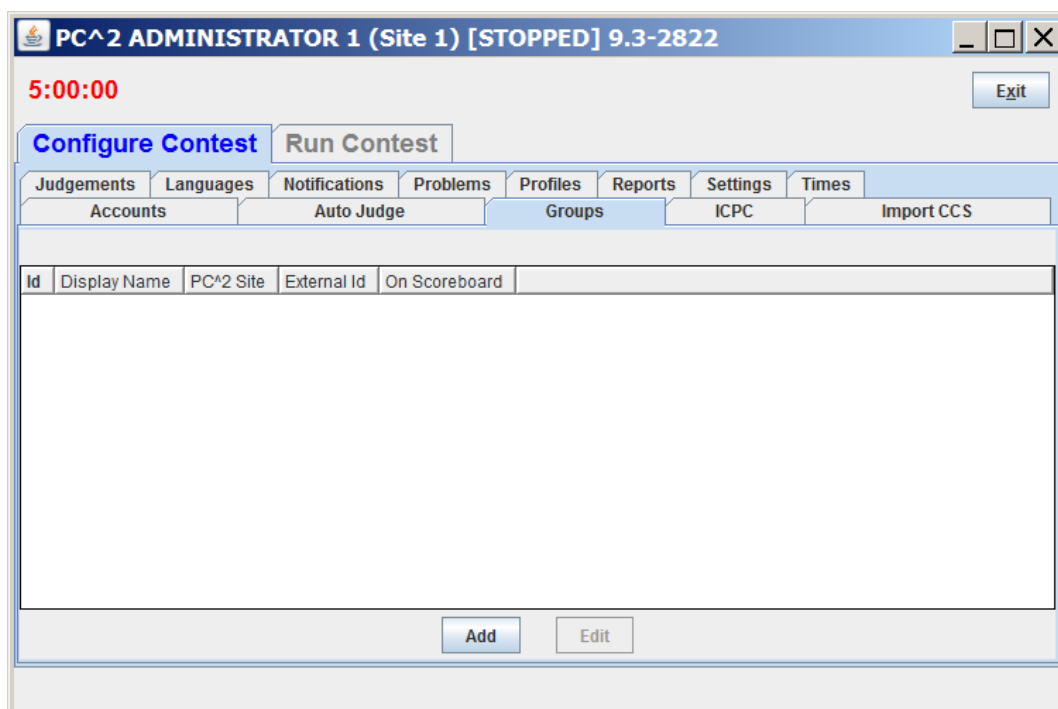 PC^2 ADMINISTRATOR 1 (Site 1) [STOPPED] 9.3-2822
5:00:00
Exit
Configure Contest Run Contest
Judgements Languages Notifications Problems Profiles Reports Settings Times
Accounts Auto Judge Groups ICPC Import CCS
Id Display Name PC^2 Site External Id On Scoreboard
Add Edit